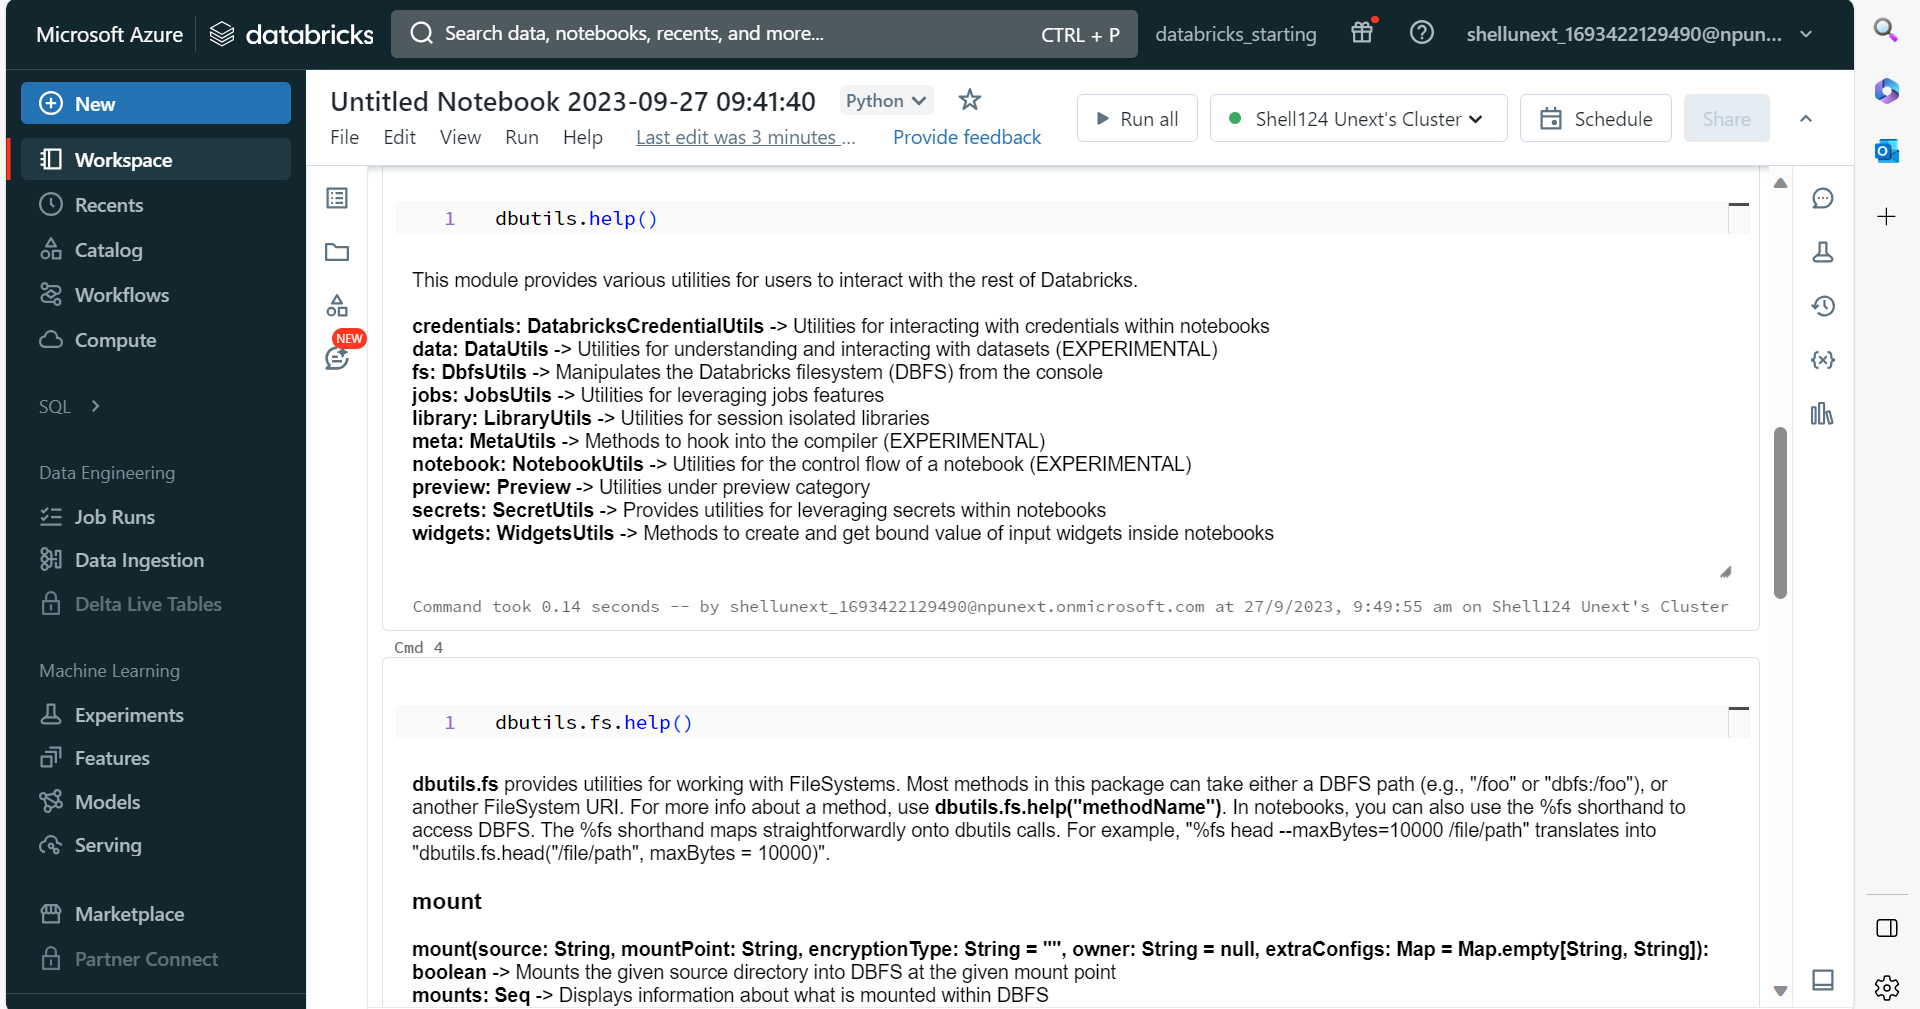 Microsoft Azure
databricks
Search data, notebooks, recents, and more...
CTRL + P
databricks_starting
shellunext_1693422129490@npun...
New
Workspace
Recents
Catalog
Workflows
Compute
SQL
Data Engineering
Job Runs
Data Ingestion
Delta Live Tables
Machine Learning
Experiments
Features
Models
Serving
Marketplace
Partner Connect
Untitled Notebook 2023-09-27 09:41:40
Python
File
Edit
View
Run
Help
Last edit was 3 minutes ...
Provide feedback
Run all
Shell124 Unext's Cluster
Schedule
Share
NEW
1 dbutils.help()
This module provides various utilities for users to interact with the rest of Databricks.
credentials: DatabricksCredentialUtils -> Utilities for interacting with credentials within notebooks
data: DataUtils -> Utilities for understanding and interacting with datasets (EXPERIMENTAL)
fs: DbfsUtils -> Manipulates the Databricks filesystem (DBFS) from the console
jobs: JobsUtils -> Utilities for leveraging jobs features
library: LibraryUtils -> Utilities for session isolated libraries
meta: MetaUtils -> Methods to hook into the compiler (EXPERIMENTAL)
notebook: NotebookUtils -> Utilities for the control flow of a notebook (EXPERIMENTAL)
preview: Preview -> Utilities under preview category
secrets: SecretUtils -> Provides utilities for leveraging secrets within notebooks
widgets: WidgetsUtils -> Methods to create and get bound value of input widgets inside notebooks
Command took 0.14 seconds -- by shellunext_1693422129490@npunext.onmicrosoft.com at 27/9/2023, 9:49:55 am on Shell124 Unext's Cluster
Cmd 4
1 dbutils.fs.help()
dbutils.fs provides utilities for working with FileSystems. Most methods in this package can take either a DBFS path (e.g., "/foo" or "dbfs:/foo"), or
another FileSystem URI. For more info about a method, use dbutils.fs.help("methodName"). In notebooks, you can also use the %fs shorthand to
access DBFS. The %fs shorthand maps straightforwardly onto dbutils calls. For example, "%fs head --maxBytes=10000 /file/path" translates into
"dbutils.fs.head("/file/path", maxBytes = 10000)".
mount
mount(source: String, mountPoint: String, encryptionType: String = "", owner: String = null, extraConfigs: Map = Map.empty[String, String]):
boolean -> Mounts the given source directory into DBFS at the given mount point
mounts: Seq -> Displays information about what is mounted within DBFS